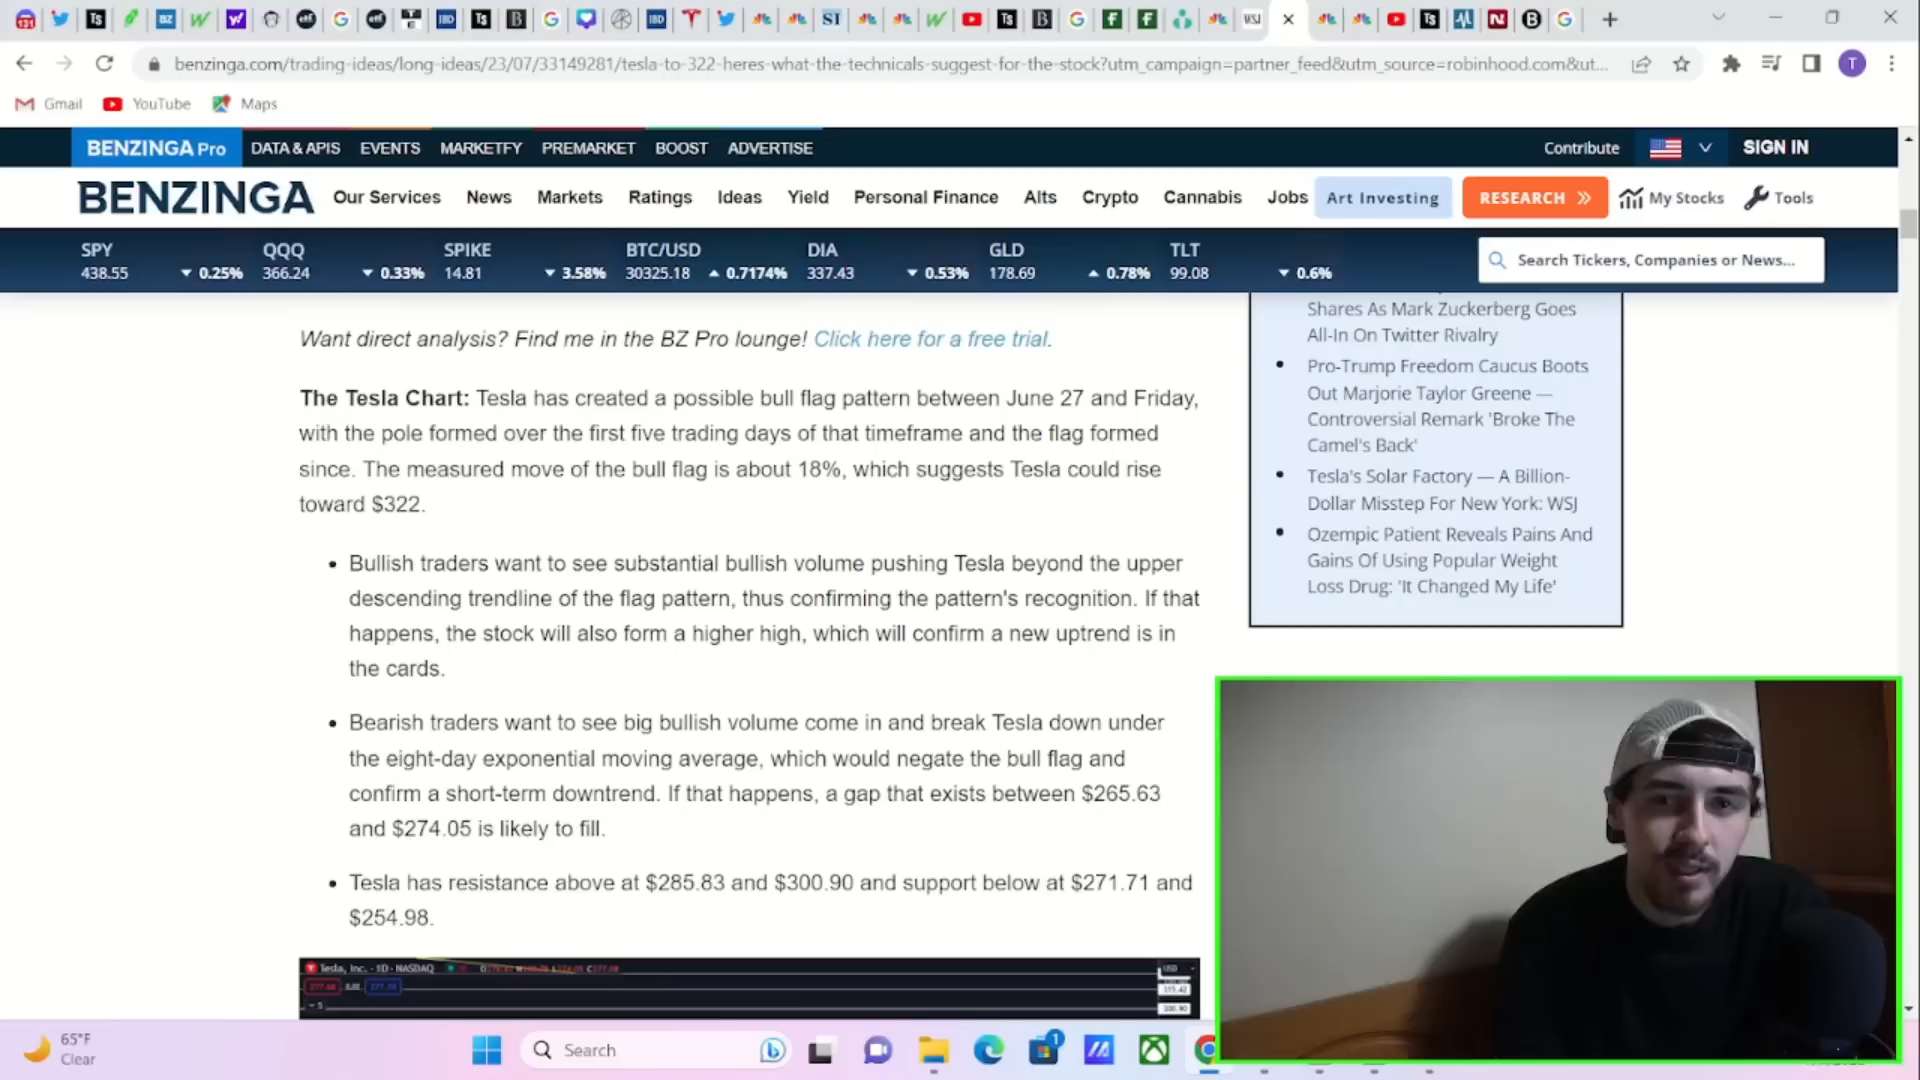 benzinga.com/trading-ideas/long-ideas/23/07/33149281/tesla-to-322-heres-what-the-technicals-suggest-for-the-stock?utm_campaign=partner_feed&utm_source=robinhood.com&ut...
Gmail YouTube Maps
BENZINGA Pro DATA & APIS EVENTS MARKETFY PREMARKET BOOST ADVERTISE Contribute SIGN IN
BENZINGA Our Services News Markets Ratings Ideas Yield Personal Finance Alts Crypto Cannabis Jobs Art Investing RESEARCH My Stocks Tools
SPY QQQ SPIKE BTC/USD DIA GLD TLT
438.55 ▼ 0.25% 366.24 ▼ 0.33% 14.81 ▼ 3.58% 30325.18 ▲ 0.7174% 337.43 ▼ 0.53% 178.69 ▲ 0.78% 99.08 ▼ 0.6%
Search Tickers, Companies or News...
Want direct analysis? Find me in the BZ Pro lounge! Click here for a free trial.
The Tesla Chart: Tesla has created a possible bull flag pattern between June 27 and Friday,
with the pole formed over the first five trading days of that timeframe and the flag formed
since. The measured move of the bull flag is about 18%, which suggests Tesla could rise
toward $322.
• Bullish traders want to see substantial bullish volume pushing Tesla beyond the upper
descending trendline of the flag pattern, thus confirming the pattern's recognition. If that
happens, the stock will also form a higher high, which will confirm a new uptrend is in
the cards.
• Bearish traders want to see big bullish volume come in and break Tesla down under
the eight-day exponential moving average, which would negate the bull flag and
confirm a short-term downtrend. If that happens, a gap that exists between $265.63
and $274.05 is likely to fill.
• Tesla has resistance above at $285.83 and $300.90 and support below at $271.71 and
$254.98.
Shares As Mark Zuckerberg Goes
All-In On Twitter Rivalry
• Pro-Trump Freedom Caucus Boots
Out Marjorie Taylor Greene —
Controversial Remark 'Broke The
Camel's Back'
• Tesla's Solar Factory — A Billion-
Dollar Misstep For New York: WSJ
• Ozempic Patient Reveals Pains And
Gains Of Using Popular Weight
Loss Drug: 'It Changed My Life'
Tesla, Inc. · 1D · NASDAQ
USD
300.90
65°F
Clear
Search